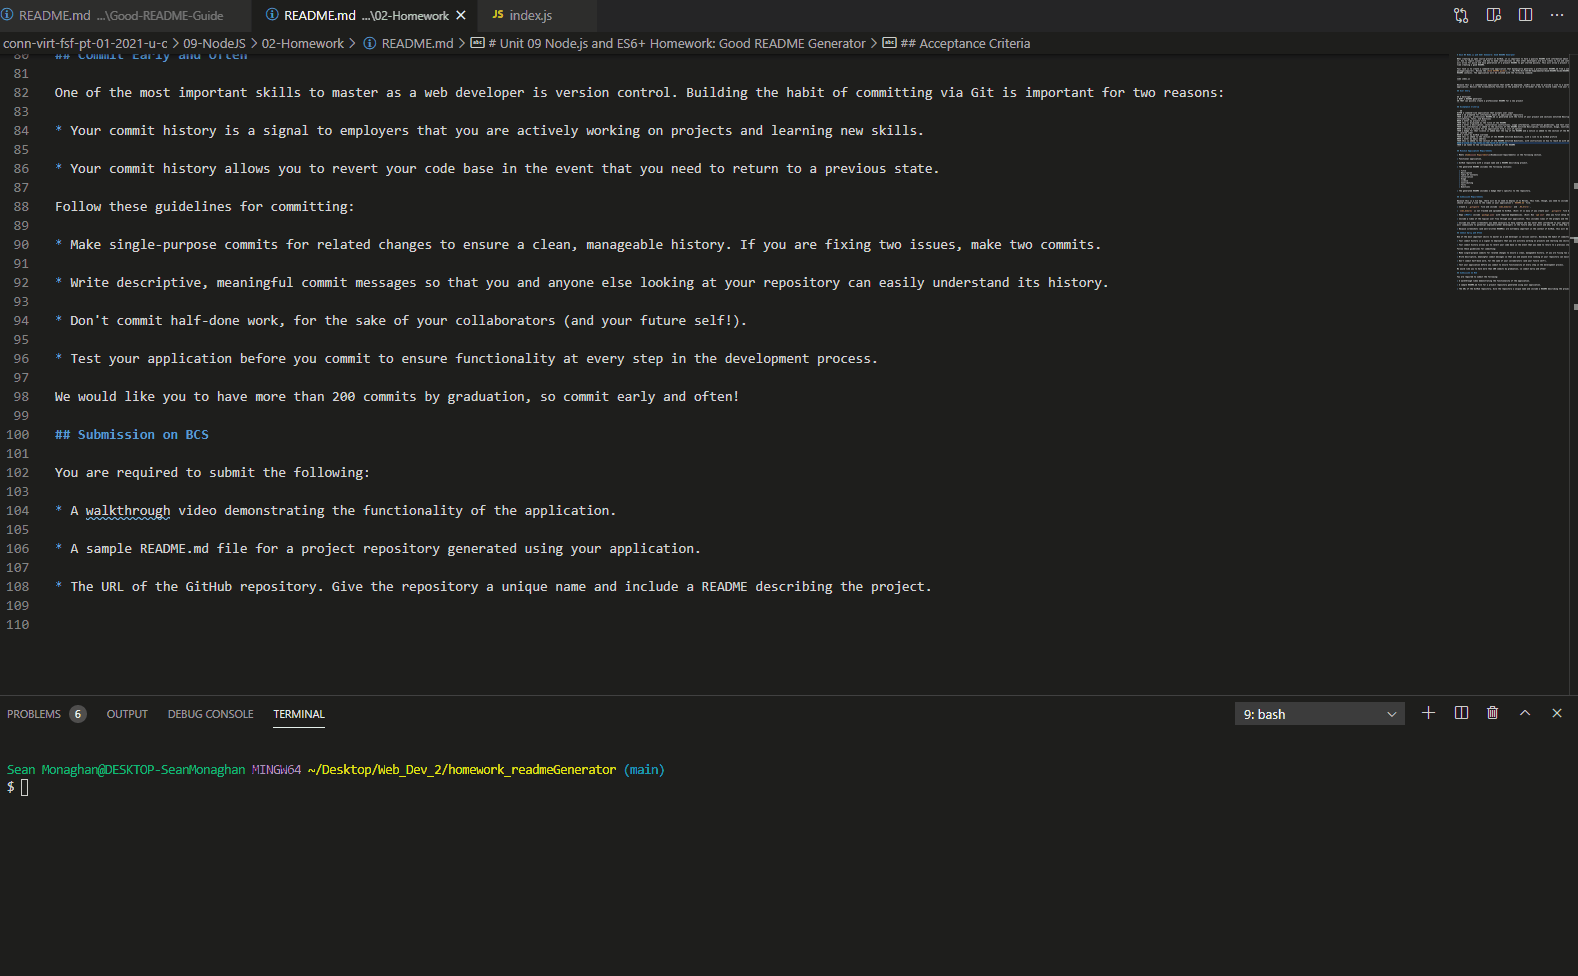 README.md ...\Good-README-Guide
README.md ...\02-Homework
JS index.js
conn-virt-fsf-pt-01-2021-u-c > 09-NodeJS > 02-Homework > README.md > # Unit 09 Node.js and ES6+ Homework: Good README Generator > ## Acceptance Criteria
80 ## Commit Early and Often
81
82 One of the most important skills to master as a web developer is version control. Building the habit of committing via Git is important for two reasons:
83
84 * Your commit history is a signal to employers that you are actively working on projects and learning new skills.
85
86 * Your commit history allows you to revert your code base in the event that you need to return to a previous state.
87
88 Follow these guidelines for committing:
89
90 * Make single-purpose commits for related changes to ensure a clean, manageable history. If you are fixing two issues, make two commits.
91
92 * Write descriptive, meaningful commit messages so that you and anyone else looking at your repository can easily understand its history.
93
94 * Don't commit half-done work, for the sake of your collaborators (and your future self!).
95
96 * Test your application before you commit to ensure functionality at every step in the development process.
97
98 We would like you to have more than 200 commits by graduation, so commit early and often!
99
100 ## Submission on BCS
101
102 You are required to submit the following:
103
104 * A walkthrough video demonstrating the functionality of the application.
105
106 * A sample README.md file for a project repository generated using your application.
107
108 * The URL of the GitHub repository. Give the repository a unique name and include a README describing the project.
109
110
PROBLEMS 6 OUTPUT DEBUG CONSOLE TERMINAL 9: bash
Sean Monaghan@DESKTOP-SeanMonaghan MINGW64 ~/Desktop/Web_Dev_2/homework_readmeGenerator (main)
$